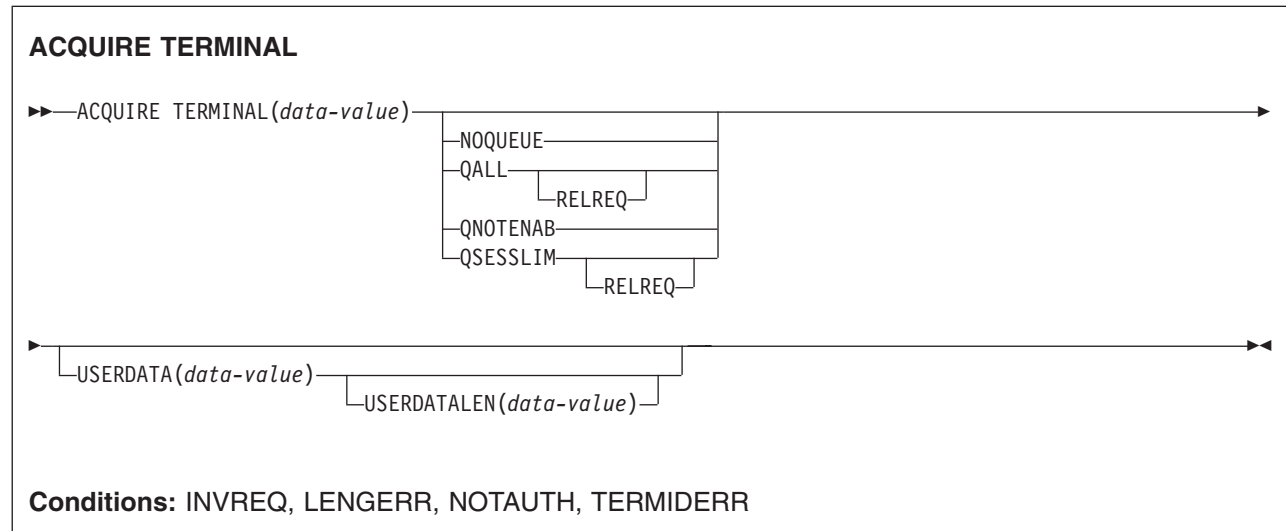 ACQUIRE TERMINAL
ACQUIRE TERMINAL(data-value)
NOQUEUE
QALL
RELREQ
QNOTENAB
QSESSLIM
RELREQ
USERDATA(data-value)
USERDATALEN(data-value)
Conditions: INVREQ, LENGERR, NOTAUTH, TERMIDERR